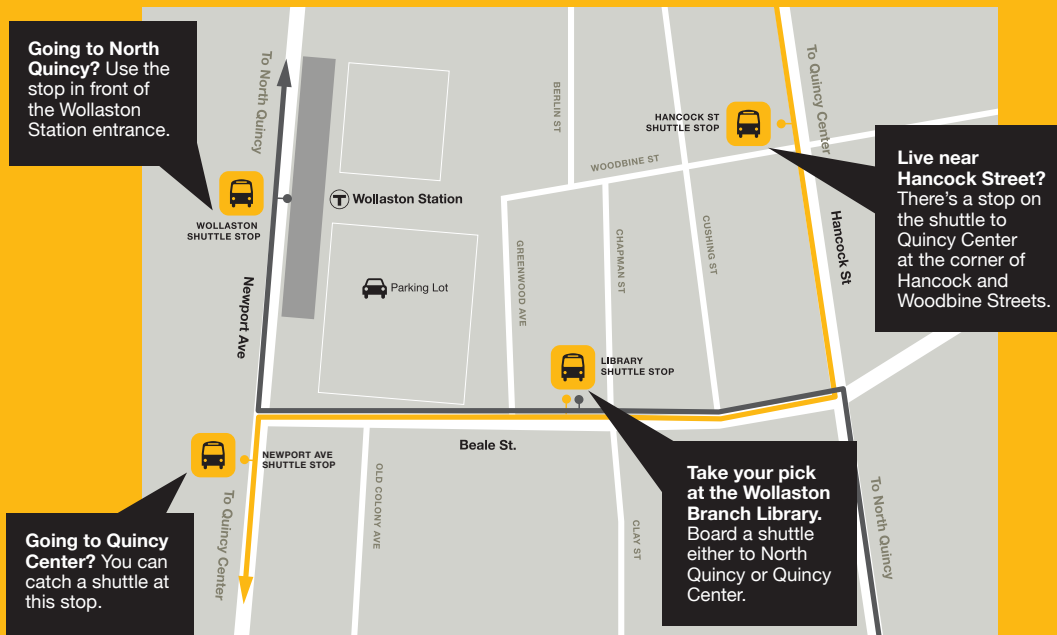 Going to North
Quincy? Use the
stop in front of
the Wollaston
Station entrance.
To North Quincy
WOLLASTON
SHUTTLE STOP
T
Wollaston Station
Parking Lot
Newport Ave
BERLIN ST
WOODBINE ST
GREENWOOD AVE
CHAPMAN ST
CUSHING ST
HANCOCK ST
SHUTTLE STOP
To Quincy Center
Hancock St
Live near
Hancock Street?
There’s a stop on
the shuttle to
Quincy Center
at the corner of
Hancock and
Woodbine Streets.
LIBRARY
SHUTTLE STOP
Beale St.
NEWPORT AVE
SHUTTLE STOP
To Quincy Center
OLD COLONY AVE
CLAY ST
To North Quincy
Going to Quincy
Center? You can
catch a shuttle at
this stop.
Take your pick
at the Wollaston
Branch Library.
Board a shuttle
either to North
Quincy or Quincy
Center.